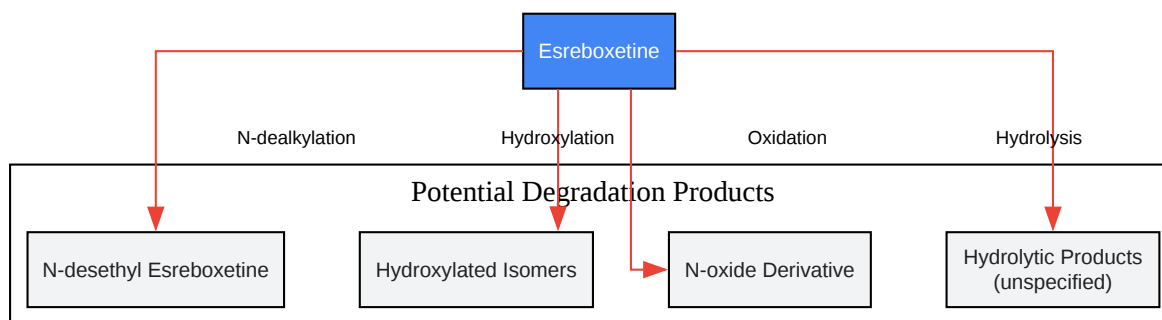 Esreboxetine
N-dealkylation
Hydroxylation
Oxidation
Hydrolysis
Potential Degradation Products
N-desethyl Esreboxetine
Hydroxylated Isomers
N-oxide Derivative
Hydrolytic Products
(unspecified)